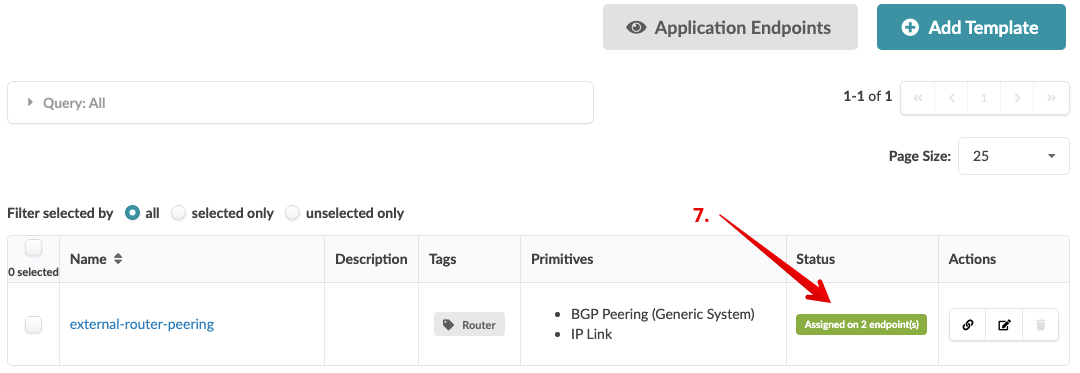 Application Endpoints
Add Template
Query: All
1-1 of 1
1
Page Size:
25
Filter selected by
all
selected only
unselected only
7.
0 selected
Name
Description
Tags
Primitives
Status
Actions
external-router-peering
Router
BGP Peering (Generic System)
IP Link
Assigned on 2 endpoint(s)